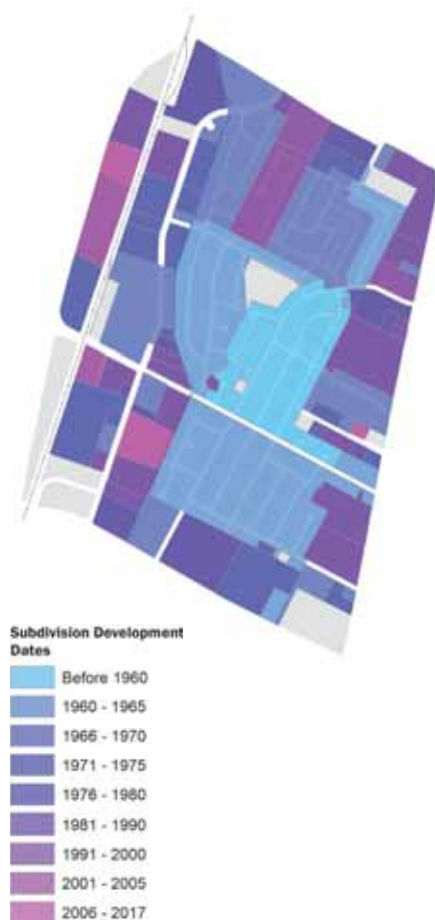 Subdivision Development
Dates
Before 1960
1960 - 1965
1966 - 1970
1971 - 1975
1976 - 1980
1981 - 1990
1991 - 2000
2001 - 2005
2006 - 2017